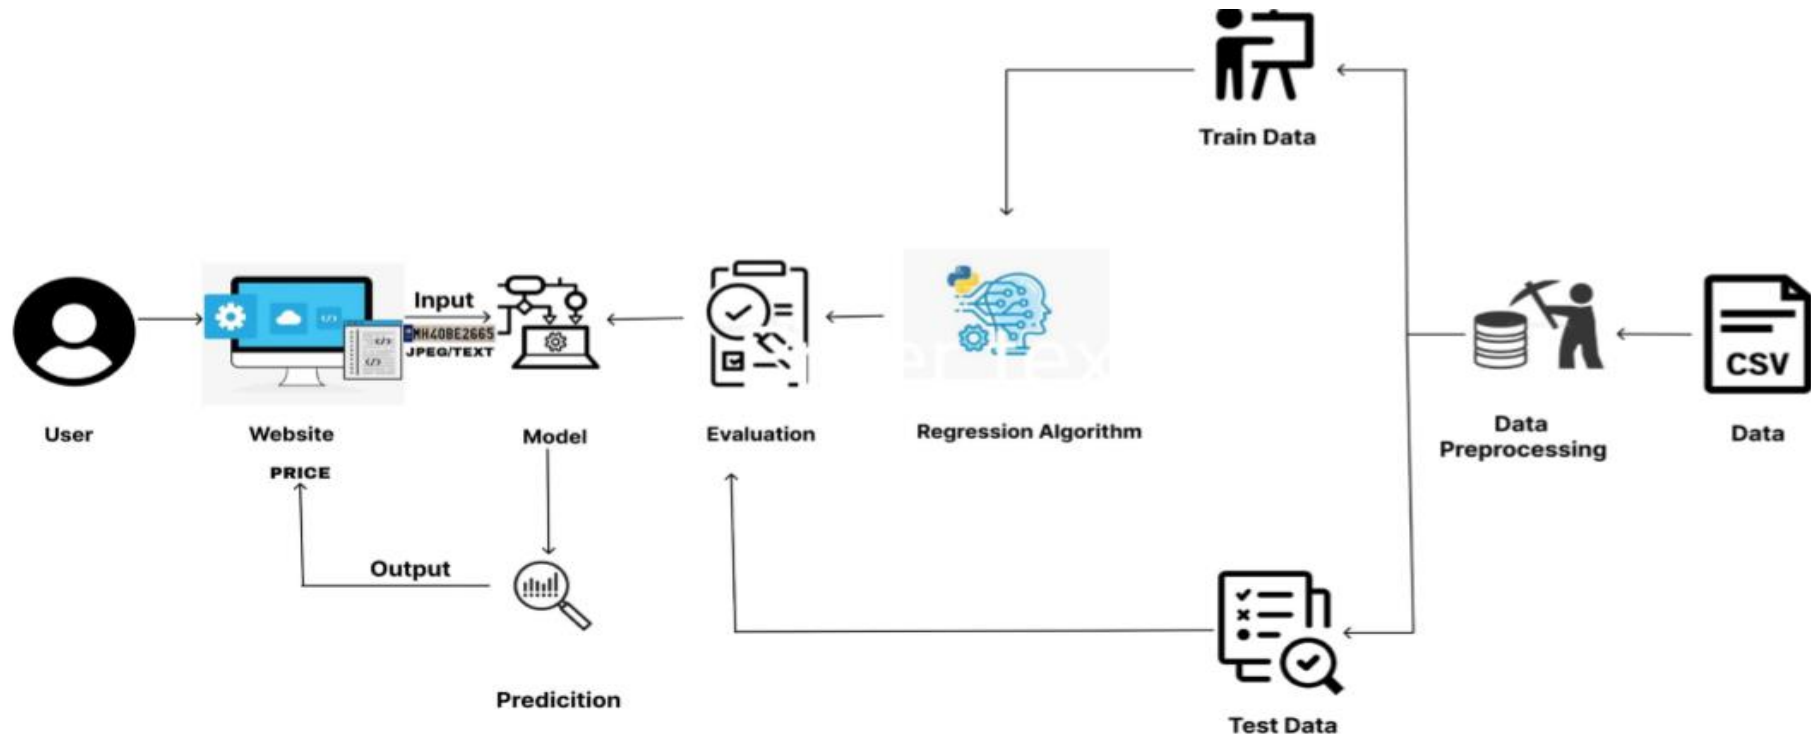 Train Data
Input
MH40BE2665
JPEG/TEXT
CSV
User
Website
Model
Evaluation
Regression Algorithm
Data
Preprocessing
Data
PRICE
Output
Predicition
Test Data